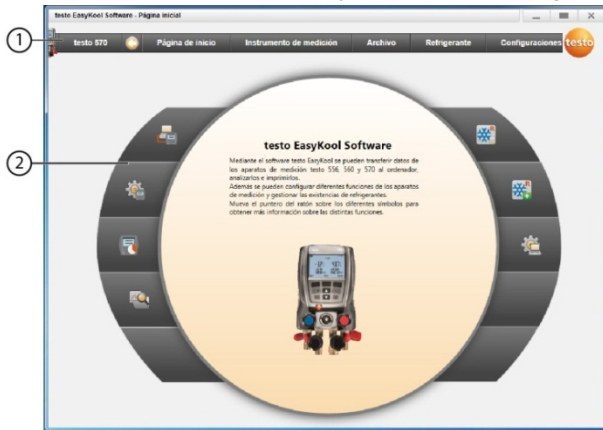 testo EasyKool Software - Página inicial
1
testo 570 Página de inicio Instrumento de medición Archivo Refrigerante Configuraciones testo
2
testo EasyKool Software
Mediante el software testo EasyKool se pueden transferir datos de
los aparatos de medición testo 556, 560 y 570 al ordenador,
analizarlos e imprimirlos.
Además se pueden configurar diferentes funciones de los aparatos
de medición y gestionar las existencias de refrigerantes.
Mueva el puntero del ratón sobre los diferentes símbolos para
obtener más información sobre las distintas funciones.